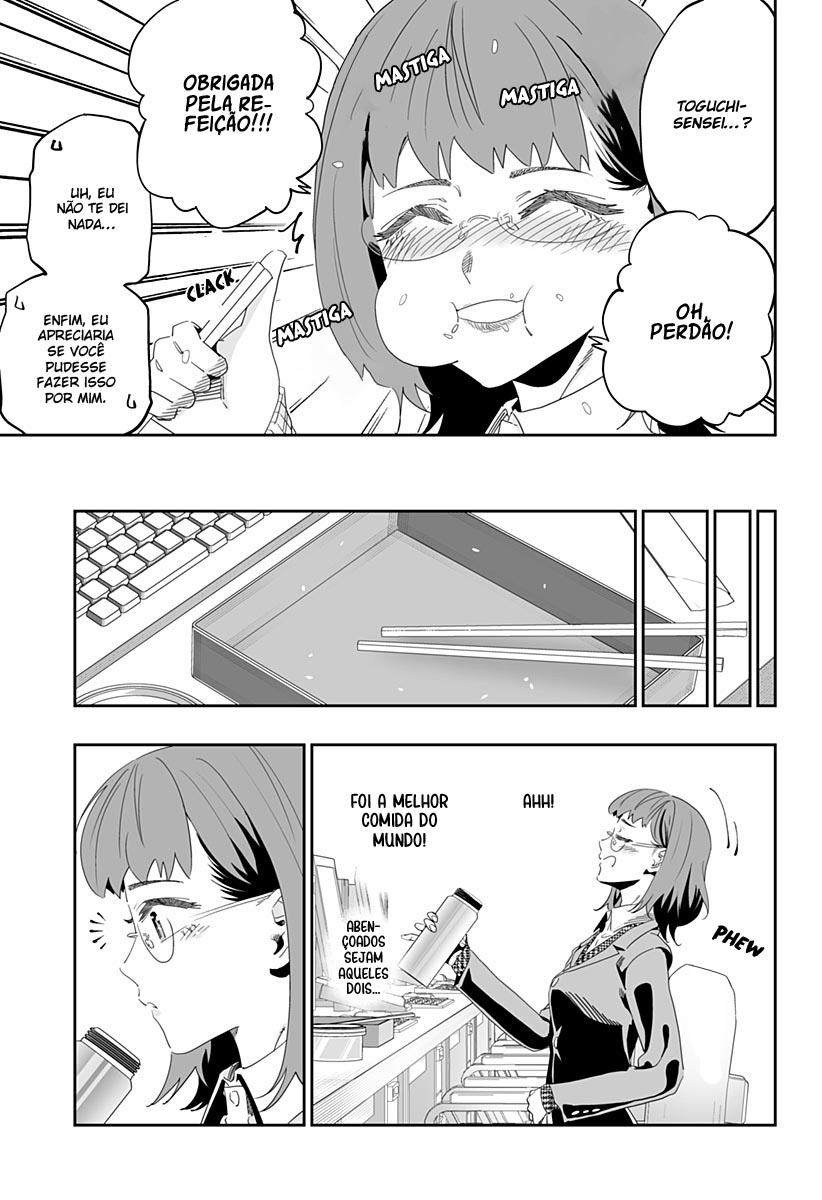 TOGUCHI-
SENSEI...?
MASTIGA
MASTIGA
OH,
PERDÃO!
OBRIGADA
PELA RE-
FEIÇÃO!!!
MASTIGA
CLACK.
UH, EU
NÃO TE DEI
NADA...
ENFIM, EU
APRECIARIA
SE VOCÊ
PUDESSE
FAZER ISSO
POR MIM.
AHH!
FOI A MELHOR
COMIDA DO
MUNDO!
PHEW
ABEN-
ÇOADOS
SEJAM
AQUELES
DOIS...